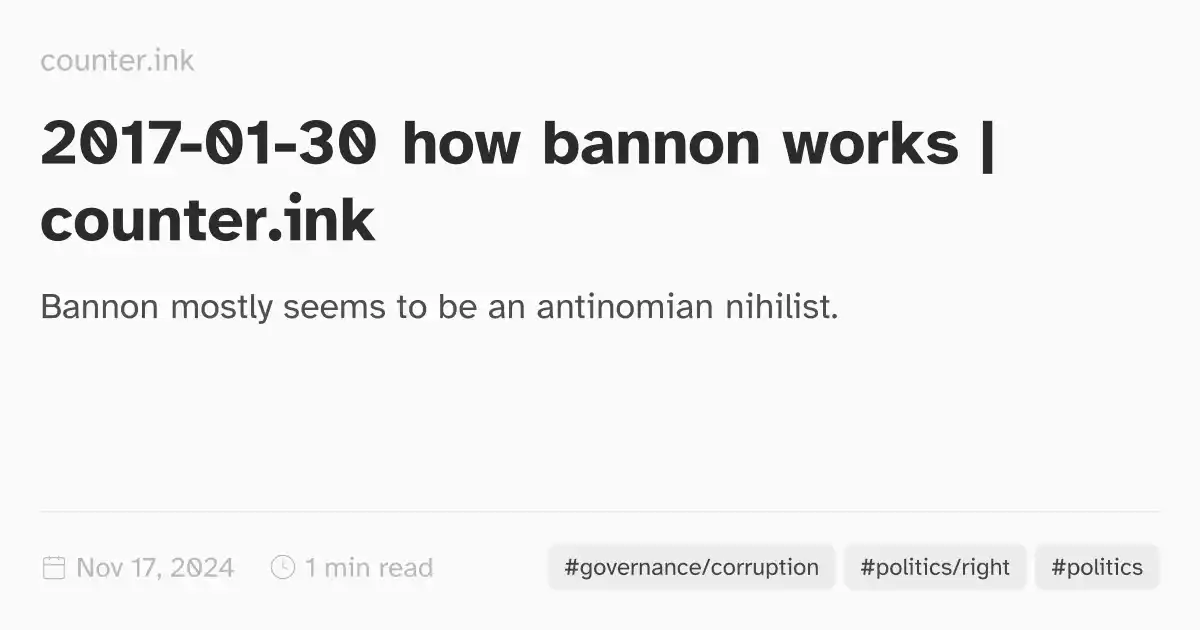 counter.ink
2017-01-30 how bannon works |
counter.ink
Bannon mostly seems to be an antinomian nihilist.
Nov 17, 2024 1 min read #governance/corruption #politics/right #politics